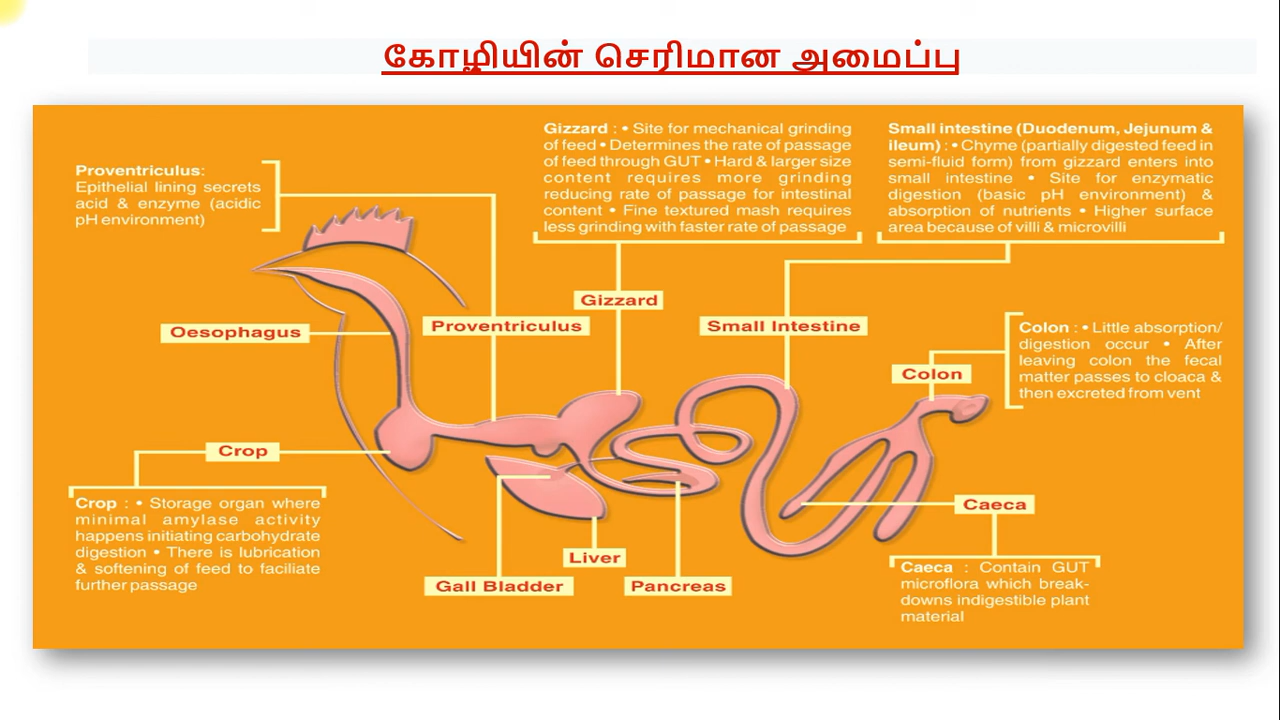 கோழியின் செரிமான அமைப்பு
Proventriculus:
Epithelial lining secrets
acid & enzyme (acidic
pH environment)
Gizzard : • Site for mechanical grinding
of feed • Determines the rate of passage
of feed through GUT • Hard & larger size
content requires more grinding
reducing rate of passage for intestinal
content • Fine textured mash requires
less grinding with faster rate of passage
Small intestine (Duodenum, Jejunum &
ileum) : • Chyme (partially digested feed in
semi-fluid form) from gizzard enters into
small intestine • Site for enzymatic
digestion (basic pH environment) &
absorption of nutrients • Higher surface
area because of villi & microvilli
Gizzard
Oesophagus
Proventriculus
Small Intestine
Colon
Colon : • Little absorption/
digestion occur • After
leaving colon the fecal
matter passes to cloaca &
then excreted from vent
Crop
Crop : • Storage organ where
minimal amylase activity
happens initiating carbohydrate
digestion • There is lubrication
& softening of feed to faciliate
further passage
Liver
Gall Bladder
Pancreas
Caeca
Caeca : Contain GUT
microflora which break-
downs indigestible plant
material